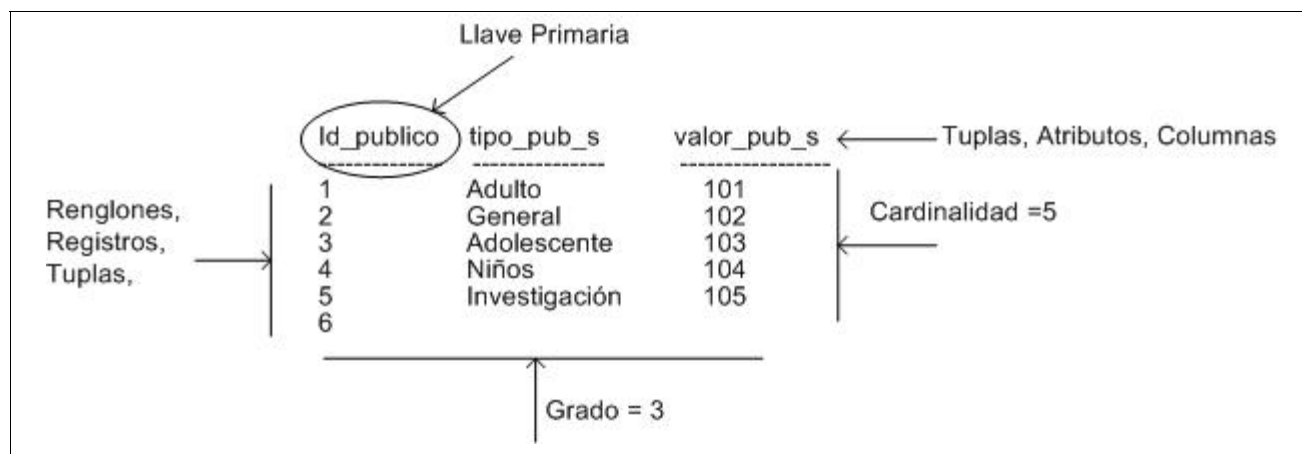 Llave Primaria
Id_publico tipo_pub_s valor_pub_s
Tuplas, Atributos, Columnas
Renglones,
Registros,
Tuplas,
1 Adulto 101
2 General 102
3 Adolescente 103
4 Niños 104
5 Investigación 105
6
Cardinalidad =5
Grado = 3